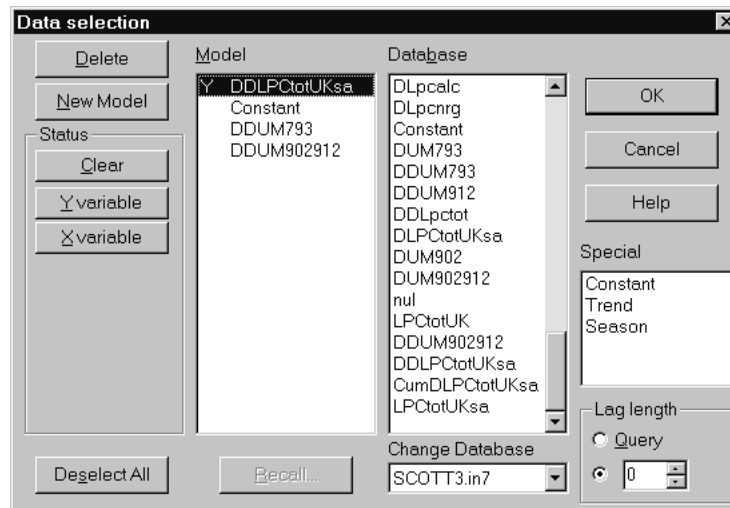 Data selection
Delete
New Model
Status
Clear
Y variable
X variable
Deselect All
Model
Y DDLPCtotUKsa
Constant
DDUM793
DDUM902912
Recall...
Database
DLpcalc
DLpcnrg
Constant
DUM793
DDUM793
DDUM912
DDLpctot
DLPCtotUKsa
DUM902
DUM902912
nul
LPCtotUK
DDUM902912
DDLPCtotUKsa
CumDLPCtotUKsa
LPCtotUKsa
Change Database
SCOTT3.in7
OK
Cancel
Help
Special
Constant
Trend
Season
Lag length
Query
0